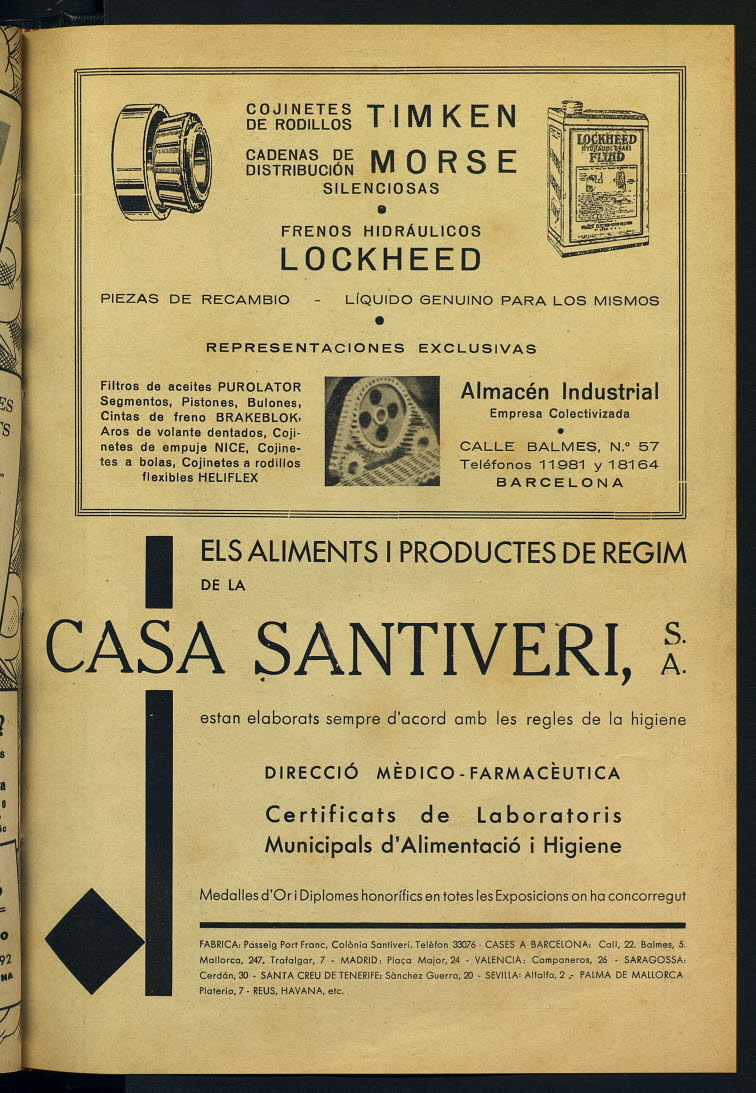 COJINETES
DE RODILLOS TIMKEN
CADENAS DE
DISTRIBUCIÓN MORSE
SILENCIOSAS
FRENOS HIDRÁULICOS
LOCKHEED
LOCKHEED
HYDRAULIC BRAKE
FLUID
PIEZAS DE RECAMBIO - LÍQUIDO GENUINO PARA LOS MISMOS
REPRESENTACIONES EXCLUSIVAS
Filtros de aceites PUROLATOR
Segmentos, Pistones, Bulones,
Cintas de freno BRAKEBLOK,
Aros de volante dentados, Coji-
netes de empuje NICE, Cojine-
tes a bolas, Cojinetes a rodillos
flexibles HELIFLEX
Almacén Industrial
Empresa Colectivizada
CALLE BALMES, N.º 57
Teléfonos 11981 y 18164
BARCELONA
ELS ALIMENTS I PRODUCTES DE REGIM
DE LA
CASA SANTIVERI, S.
A.
estan elaborats sempre d'acord amb les regles de la higiene
DIRECCIÓ MÈDICO-FARMACÈUTICA
Certificats de Laboratoris
Municipals d'Alimentació i Higiene
Medalles d'Or i Diplomes honorífics en totes les Exposicions on ha concorregut
FABRICA: Passeig Port Franc, Colònia Santiveri. Telèfon 33076 - CASES A BARCELONA: Call, 22. Balmes, 5.
Mallorca, 247. Trafalgar, 7 - MADRID: Plaça Major, 24 - VALENCIA: Campaneros, 26 - SARAGOSSA:
Cerdán, 30 - SANTA CREU DE TENERIFE: Sànchez Guerra, 20 - SEVILLA: Alfalfa, 2 .- PALMA DE MALLORCA
Plateria, 7 - REUS, HAVANA, etc.